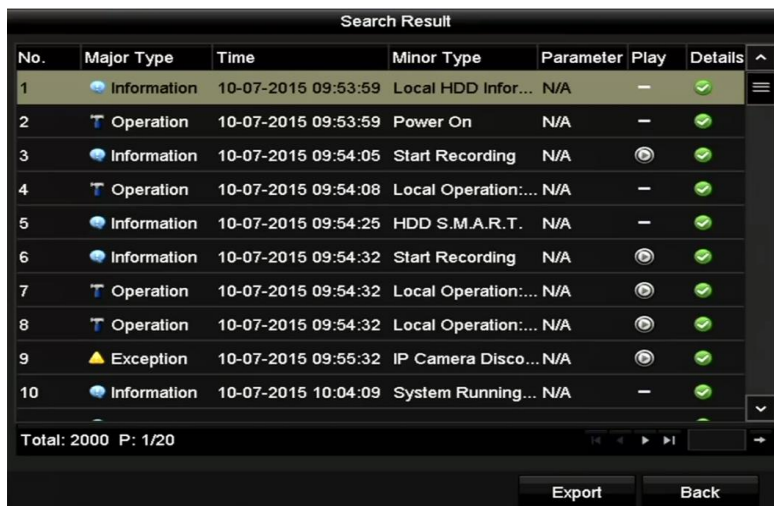 Search Result
No. Major Type Time Minor Type Parameter Play Details
1 Information 10-07-2015 09:53:59 Local HDD Infor... N/A –
2 Operation 10-07-2015 09:53:59 Power On N/A –
3 Information 10-07-2015 09:54:05 Start Recording N/A
4 Operation 10-07-2015 09:54:08 Local Operation:... N/A –
5 Information 10-07-2015 09:54:25 HDD S.M.A.R.T. N/A –
6 Information 10-07-2015 09:54:32 Start Recording N/A
7 Operation 10-07-2015 09:54:32 Local Operation:... N/A
8 Operation 10-07-2015 09:54:32 Local Operation:... N/A
9 Exception 10-07-2015 09:55:32 IP Camera Disco... N/A
10 Information 10-07-2015 10:04:09 System Running... N/A –
Total: 2000 P: 1/20
Export Back